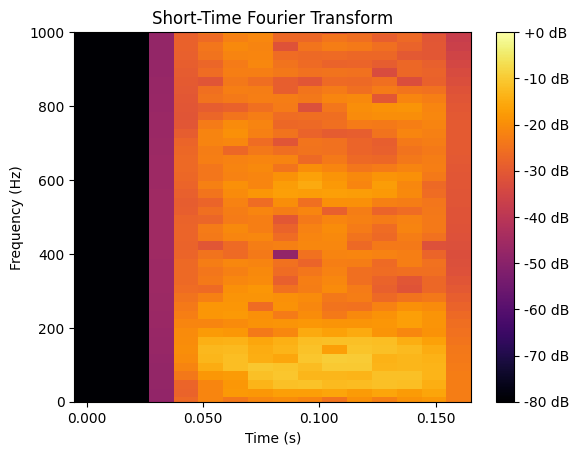 Short-Time Fourier Transform
1000
800
600
400
200
0
Frequency (Hz)
0.000
0.050
0.100
0.150
Time (s)
+0 dB
-10 dB
-20 dB
-30 dB
-40 dB
-50 dB
-60 dB
-70 dB
-80 dB